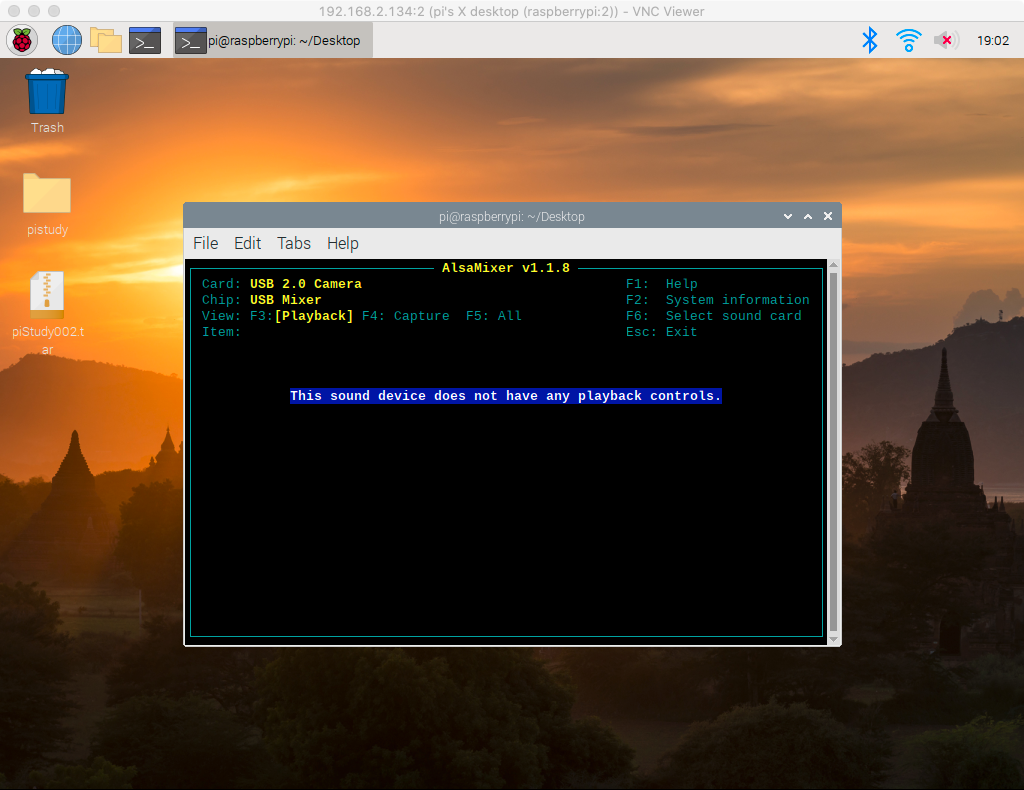 192.168.2.134:2 (pi's X desktop (raspberrypi:2)) - VNC Viewer
>_ >_ pi@raspberrypi: ~/Desktop 19:02
Trash
pistudy
piStudy002.t
ar
pi@raspberrypi: ~/Desktop
File Edit Tabs Help
AlsaMixer v1.1.8
Card: USB 2.0 Camera F1: Help
Chip: USB Mixer F2: System information
View: F3:[Playback] F4: Capture F5: All F6: Select sound card
Item: Esc: Exit
This sound device does not have any playback controls.